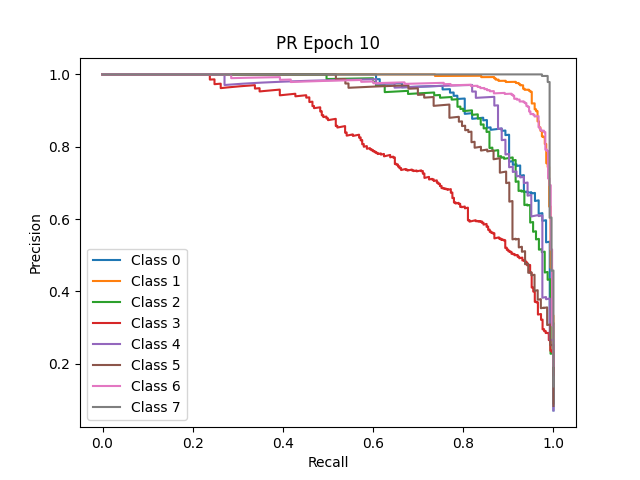 PR Epoch 10
Precision
1.0
0.8
0.6
0.4
0.2
Class 0
Class 1
Class 2
Class 3
Class 4
Class 5
Class 6
Class 7
0.0 0.2 0.4 0.6 0.8 1.0
Recall